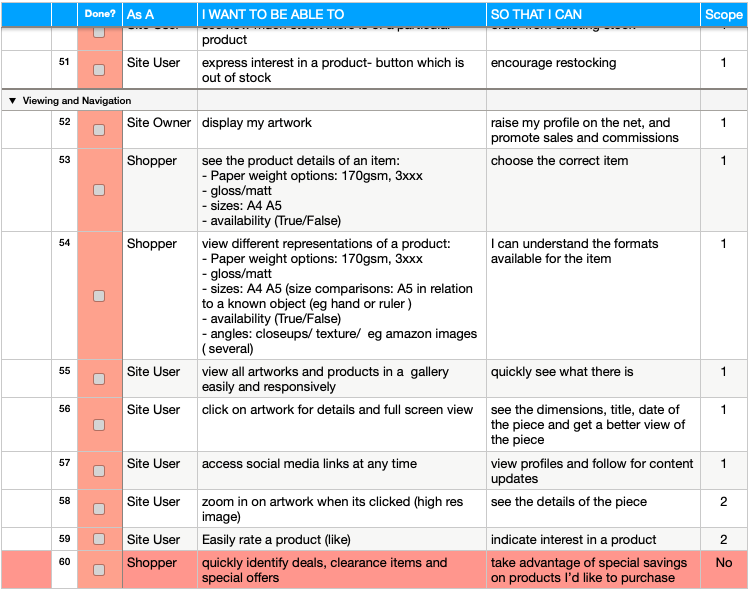 Done? As A I WANT TO BE ABLE TO SO THAT I CAN Scope
product
51 Site User express interest in a product- button which is encourage restocking 1
out of stock
▼ Viewing and Navigation
52 Site Owner display my artwork raise my profile on the net, and 1
promote sales and commissions
53 Shopper see the product details of an item: choose the correct item 1
- Paper weight options: 170gsm, 3xxx
- gloss/matt
- sizes: A4 A5
- availability (True/False)
54 Shopper view different representations of a product: I can understand the formats 1
- Paper weight options: 170gsm, 3xxx available for the item
- gloss/matt
- sizes: A4 A5 (size comparisons: A5 in relation
to a known object (eg hand or ruler )
- availability (True/False)
- angles: closeups/ texture/ eg amazon images
( several)
55 Site User view all artworks and products in a gallery quickly see what there is 1
easily and responsively
56 Site User click on artwork for details and full screen view see the dimensions, title, date of 1
the piece and get a better view of
the piece
57 Site User access social media links at any time view profiles and follow for content 1
updates
58 Site User zoom in on artwork when its clicked (high res see the details of the piece 2
image)
59 Site User Easily rate a product (like) indicate interest in a product 2
60 Shopper quickly identify deals, clearance items and take advantage of special savings No
special offers on products I'd like to purchase